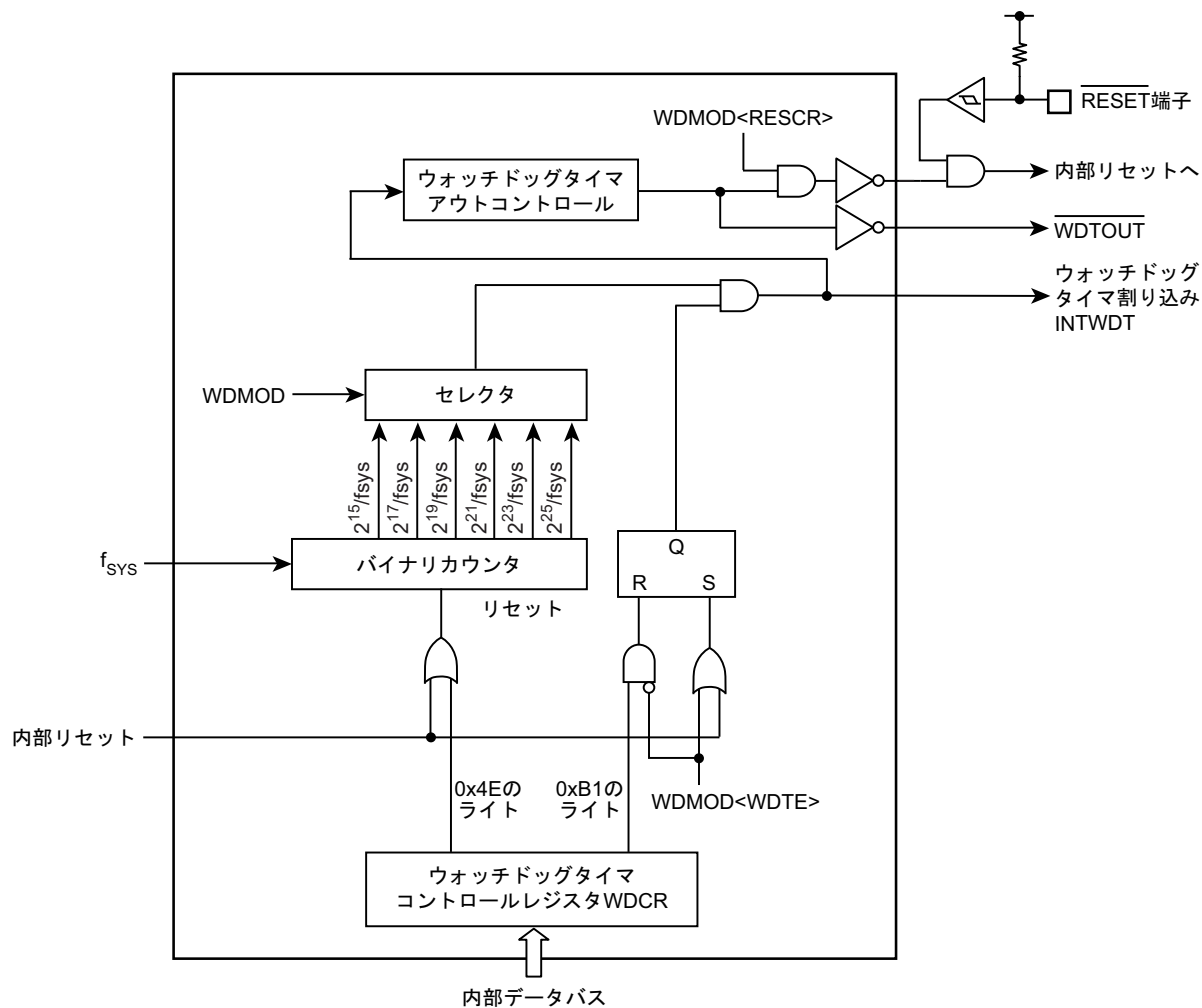 RESET端子
WDMOD<RESCR>
ウォッチドッグタイマ
アウトコントロール
内部リセットへ
WDTOUT
ウォッチドッグ
タイマ割り込み
INTWDT
WDMOD
セレクタ
2^15/fsys
2^17/fsys
2^19/fsys
2^21/fsys
2^23/fsys
2^25/fsys
fSYS
バイナリカウンタ
リセット
Q
R
S
内部リセット
0x4Eの
ライト
0xB1の
ライト
WDMOD<WDTE>
ウォッチドッグタイマ
コントロールレジスタWDCR
内部データバス